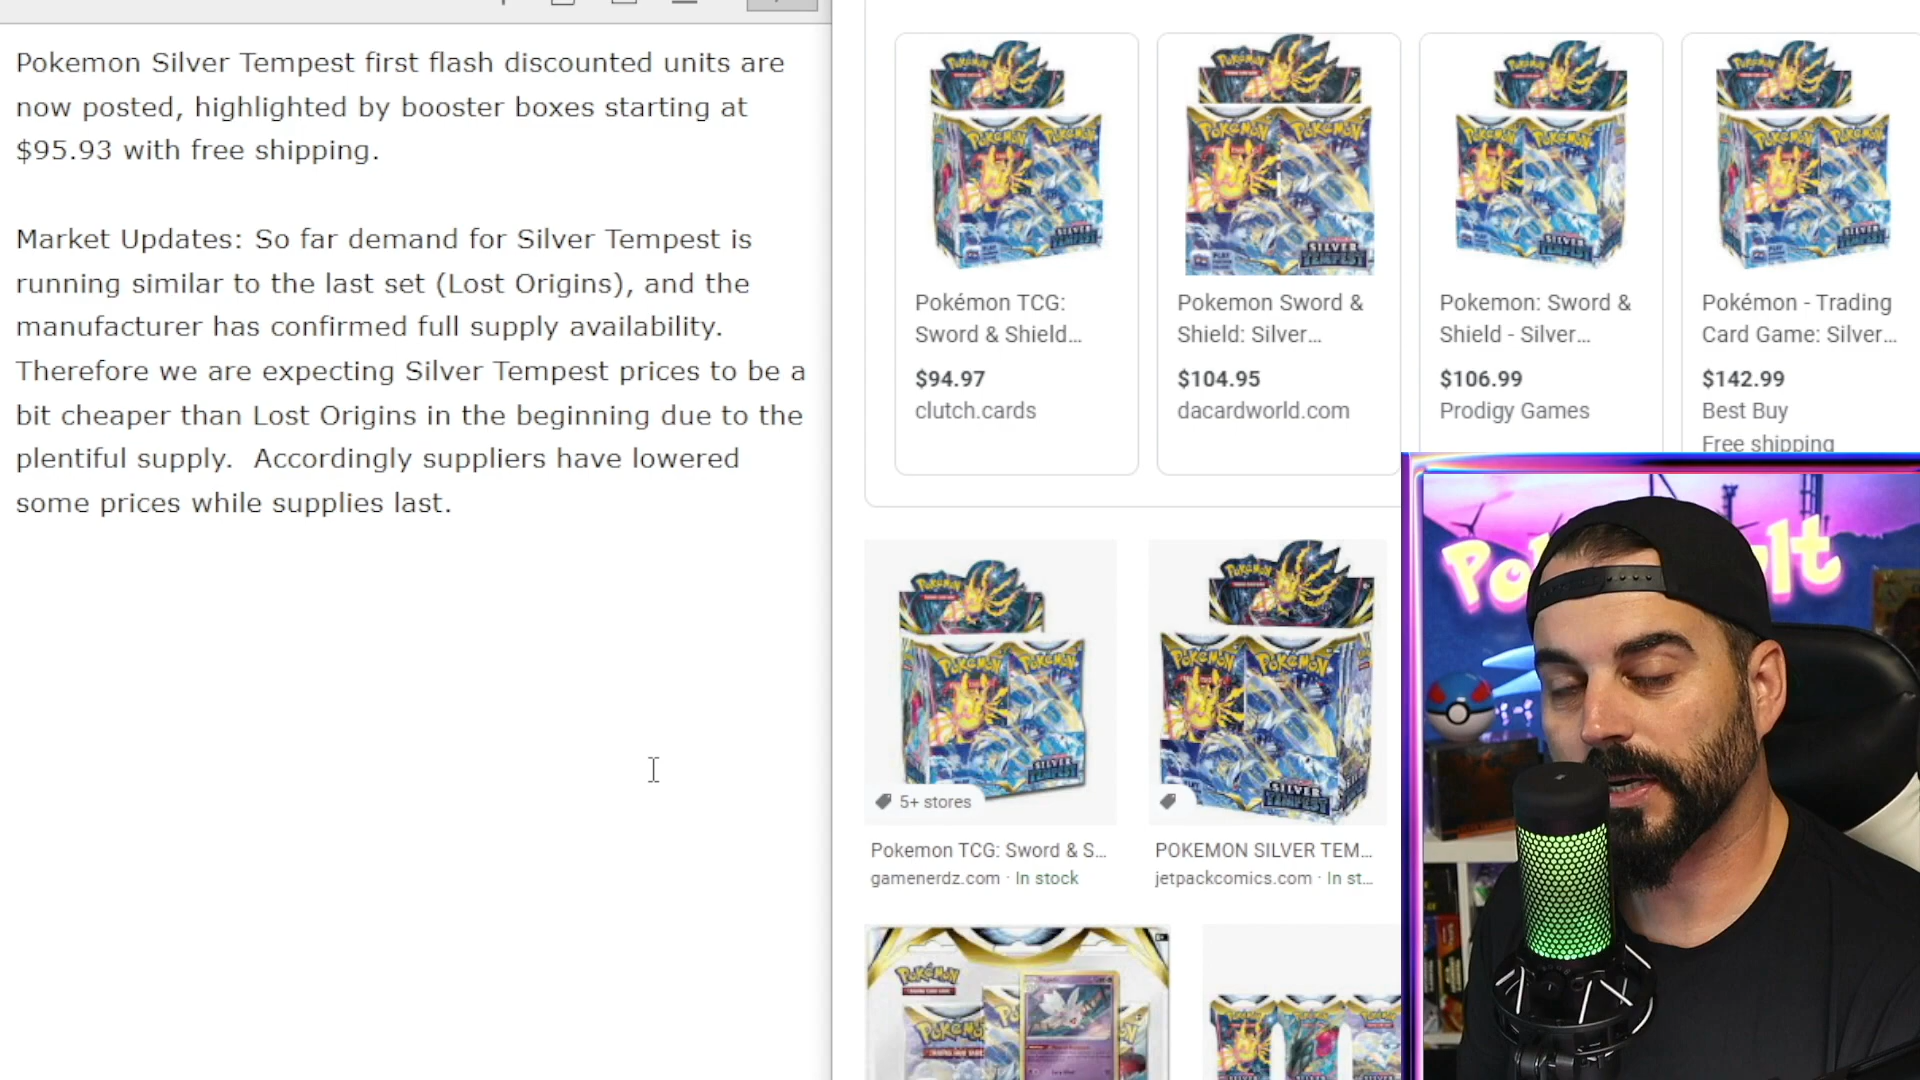 Pokemon Silver Tempest first flash discounted units are
now posted, highlighted by booster boxes starting at
$95.93 with free shipping.
Market Updates: So far demand for Silver Tempest is
running similar to the last set (Lost Origins), and the
manufacturer has confirmed full supply availability.
Therefore we are expecting Silver Tempest prices to be a
bit cheaper than Lost Origins in the beginning due to the
plentiful supply.  Accordingly suppliers have lowered
some prices while supplies last.
Pokémon TCG:
Sword & Shield...
$94.97
clutch.cards
Pokemon Sword &
Shield: Silver...
$104.95
dacardworld.com
Pokemon: Sword &
Shield - Silver...
$106.99
Prodigy Games
Pokémon - Trading
Card Game: Silver...
$142.99
Best Buy
Free shipping
5+ stores
Pokemon TCG: Sword & S...
gamenerdz.com · In stock
POKEMON SILVER TEM...
jetpackcomics.com · In st...
POKÉMON
POKÉMON
SILVER
TEMPEST